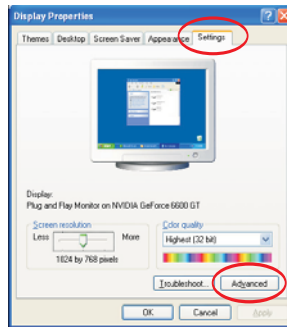 Display Properties
Themes Desktop Screen Saver Appearance Settings
Display:
Plug and Play Monitor on NVIDIA GeForce 6600 GT
Screen resolution
Less More
1024 by 768 pixels
Color quality
Highest (32 bit)
Troubleshoot... Advanced
OK Cancel Apply